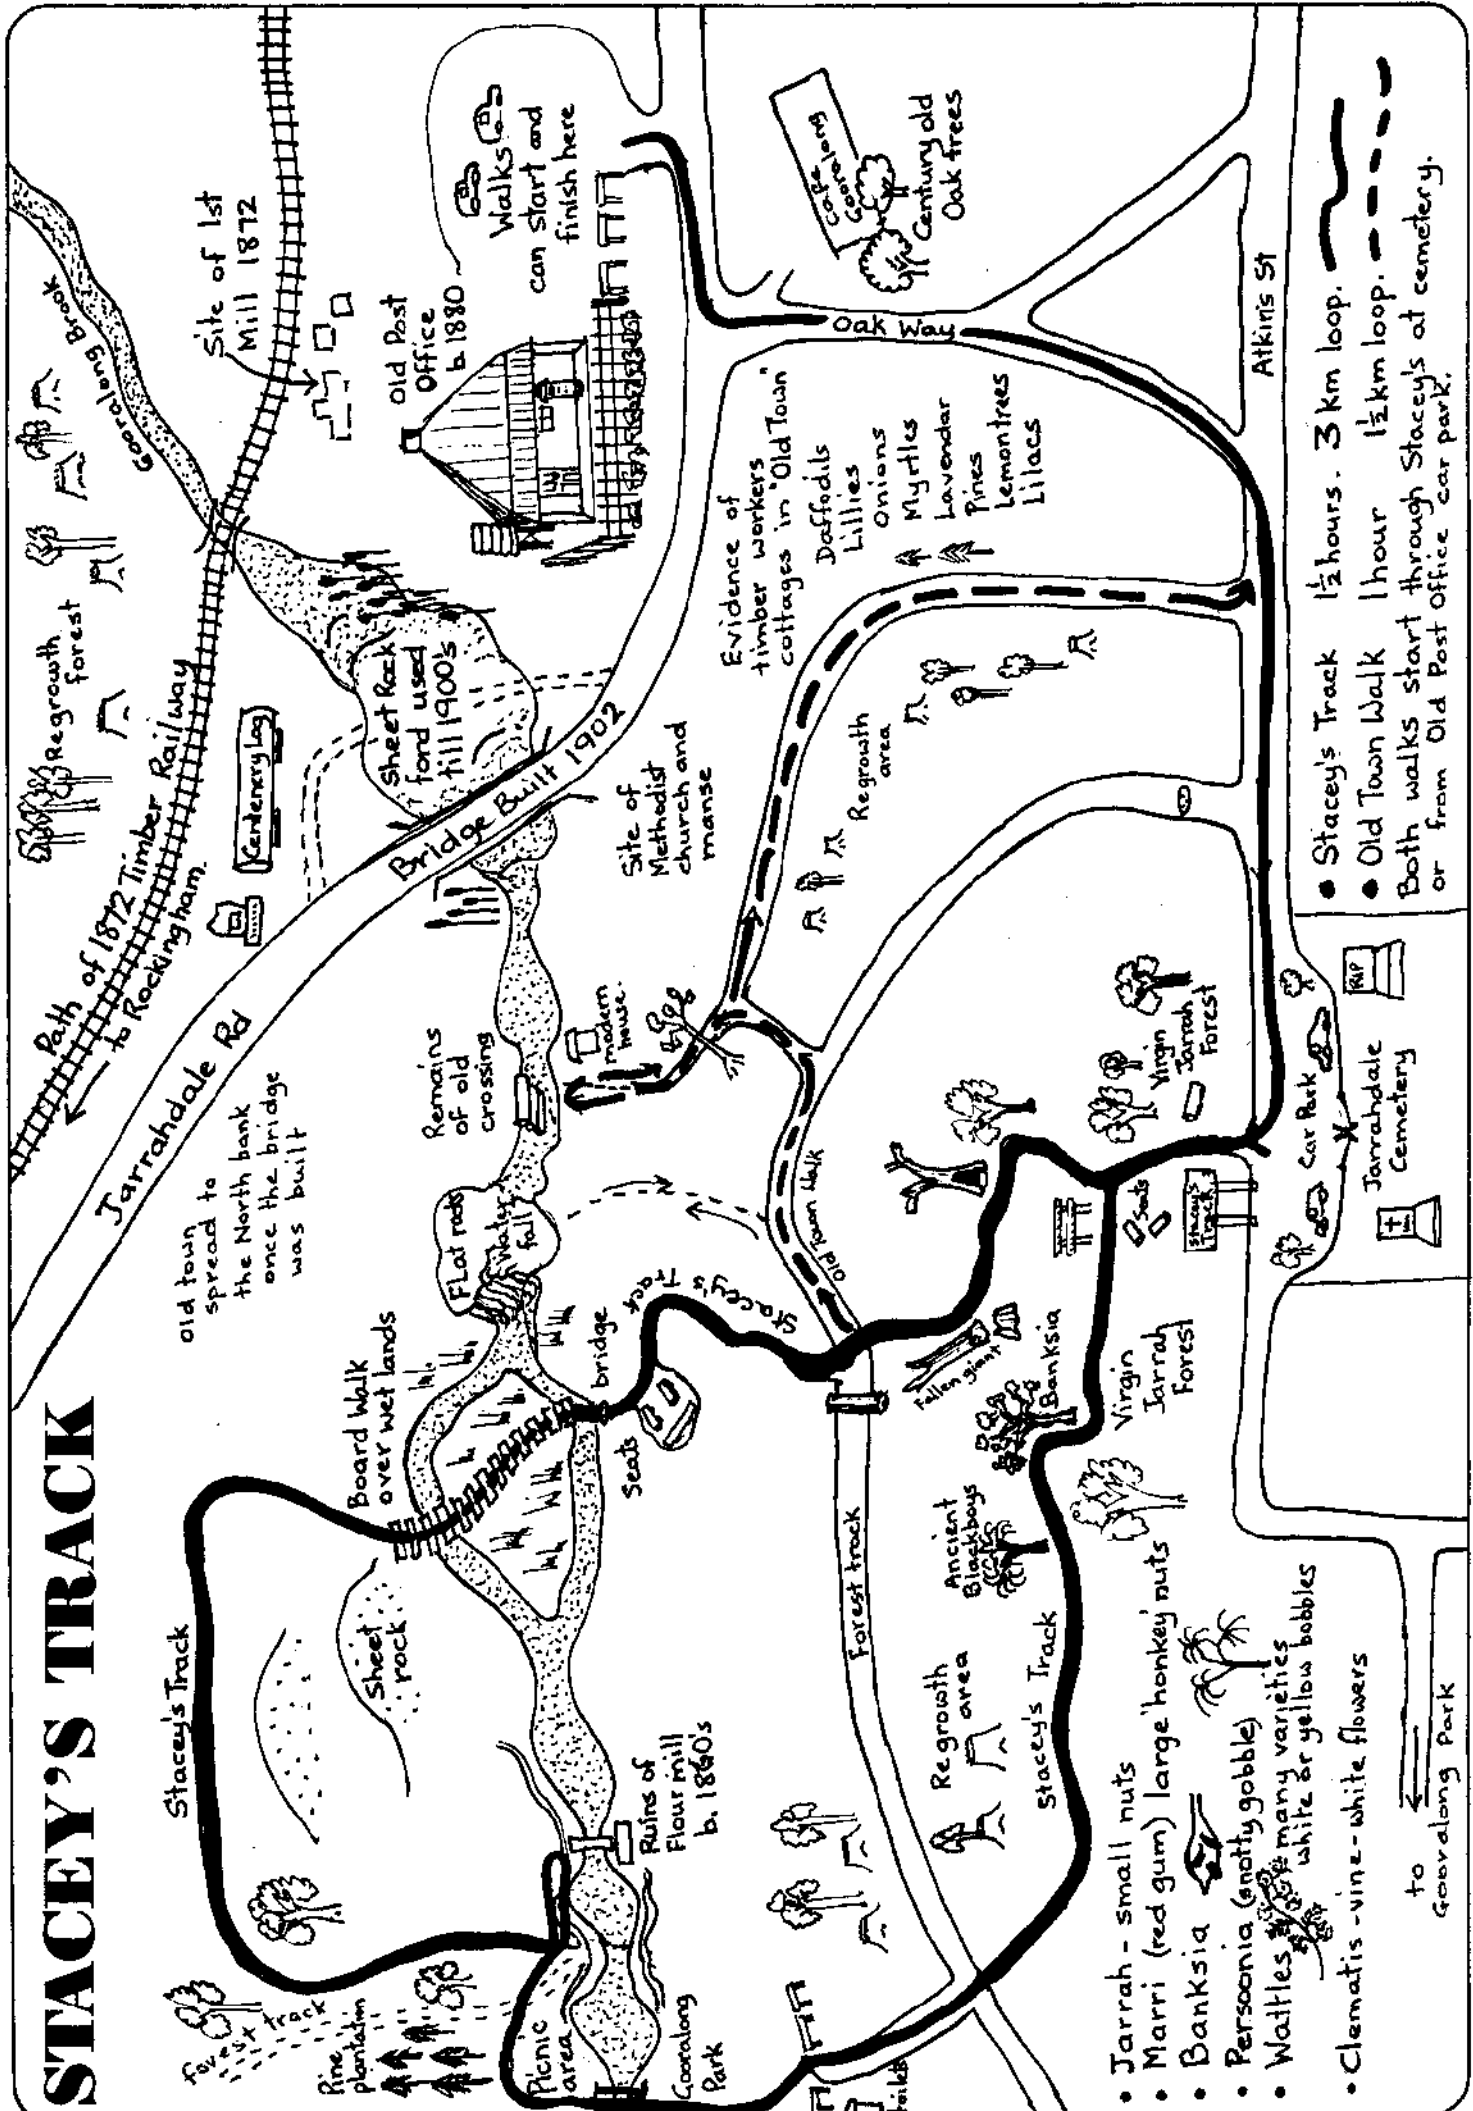 STACEY'S TRACK
Path of 1872 Timber Railway
to Rockingham
Jarrahdale Rd
Old town
spread to
the North bank
once the bridge
was built
Regrowth
forest
Centenery Log
Gooralong Brook
Site of 1st
Mill 1872
Old Post
Office
b 1880
Walks
can start and
finish here
Sheet Rock
ford used
till 1900's
Bridge Built 1902
Stacey's Track
Forest track
Pine
plantation
Sheet
rock
Board Walk
over wet lands
Flat rocks
Water
fall
Remains
of old
crossing
modern
house.
Site of
Methodist
church and
manse
Evidence of
timber workers
cottages in "Old Town"
Daffodils
Lillies
Onions
Myrtles
Lavendar
Pines
Lemon trees
Lilacs
Cafe
Gooralong
Century old
Oak trees
Oak Way
Picnic
area
Gooralong
Park
Ruins of
Flour mill
b. 1860's
Seats
bridge
Stacey's
Track
Old Town Walk
Regrowth
area
Forest track
Fallen giant
Regrowth
area
Stacey's Track
Ancient
Blackboys
Banksia
Virgin
Jarrah
Forest
Seats
Stacey's
Track
Virgin
Jarrah
Forest
Atkins St
toilets
Car Park
Jarrahdale
Cemetery
RIP
• Jarrah - small nuts
• Marri (red gum) large 'honkey' nuts
• Banksia
• Persoonia (snotty gobble)
• Wattles many varieties
white or yellow bobbles
• Clematis - vine - white flowers
to
Gooralong Park
• Stacey's Track 1½ hours. 3 km loop.
• Old Town Walk 1 hour 1½ km loop.
Both walks start through Stacey's at cemetery.
or from Old Post Office car park.